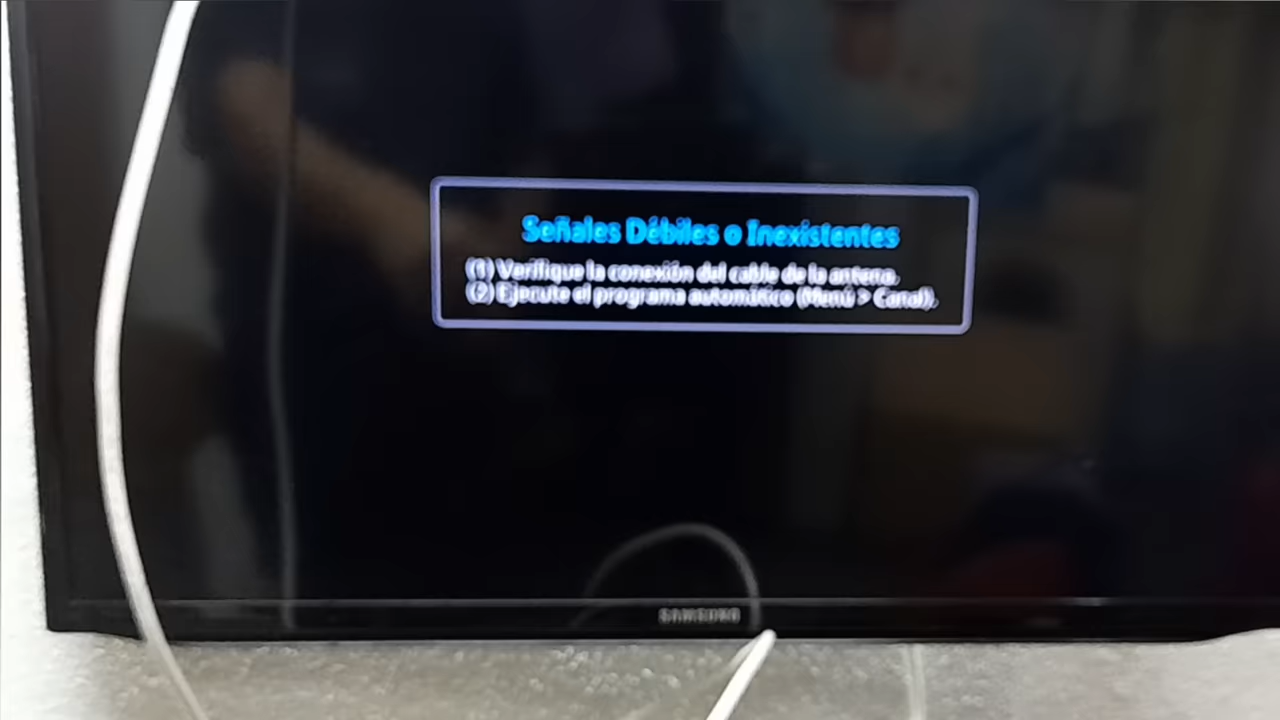 Señales Débiles o Inexistentes
(1) Verifique la conexión del cable de la antena.
(2) Ejecute el programa automático (Menú > Canal).
SAMSUNG